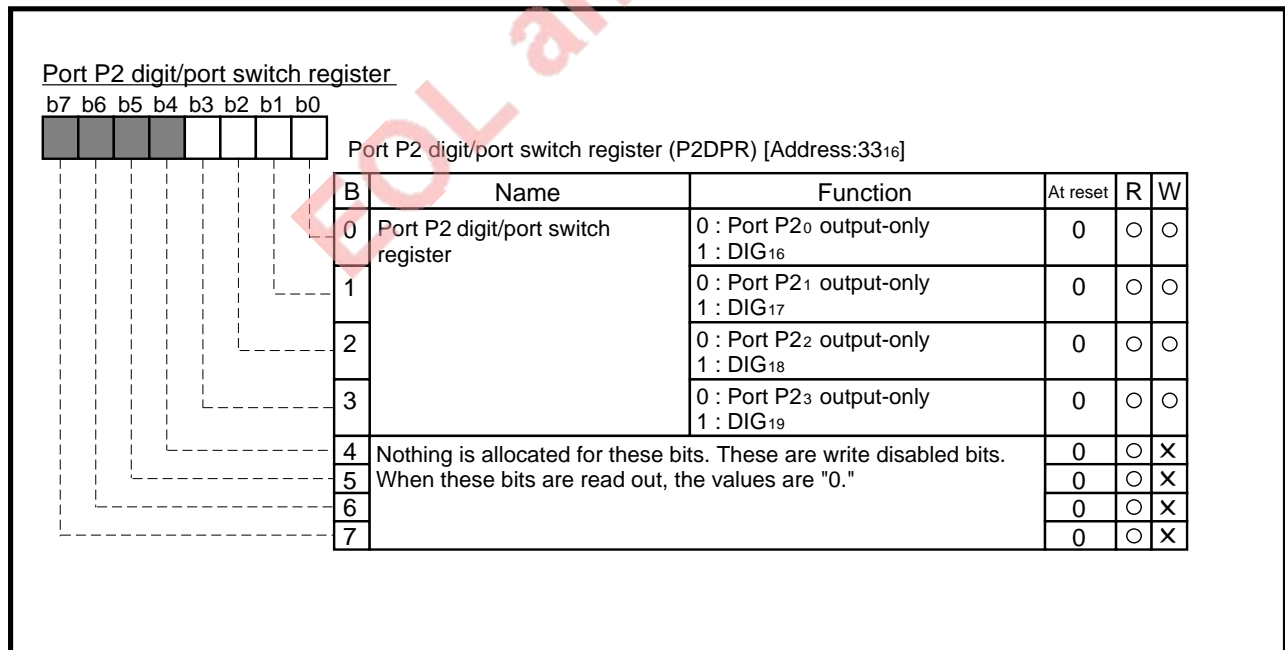 EOL an
Port P2 digit/port switch register
b7 b6 b5 b4 b3 b2 b1 b0
Port P2 digit/port switch register (P2DPR) [Address:33₁₆]
B Name Function At reset R W
0 Port P2 digit/port switch register 0 : Port P2₀ output-only 0 ○ ○
1 : DIG₁₆
1 0 : Port P2₁ output-only 0 ○ ○
1 : DIG₁₇
2 0 : Port P2₂ output-only 0 ○ ○
1 : DIG₁₈
3 0 : Port P2₃ output-only 0 ○ ○
1 : DIG₁₉
4 Nothing is allocated for these bits. These are write disabled bits. 0 ○ ×
5 When these bits are read out, the values are "0." 0 ○ ×
6 0 ○ ×
7 0 ○ ×